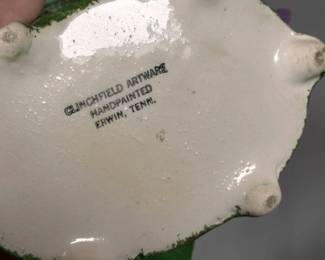 CLINCHFIELD ARTWARE
HANDPAINTED
ERWIN, TENN.